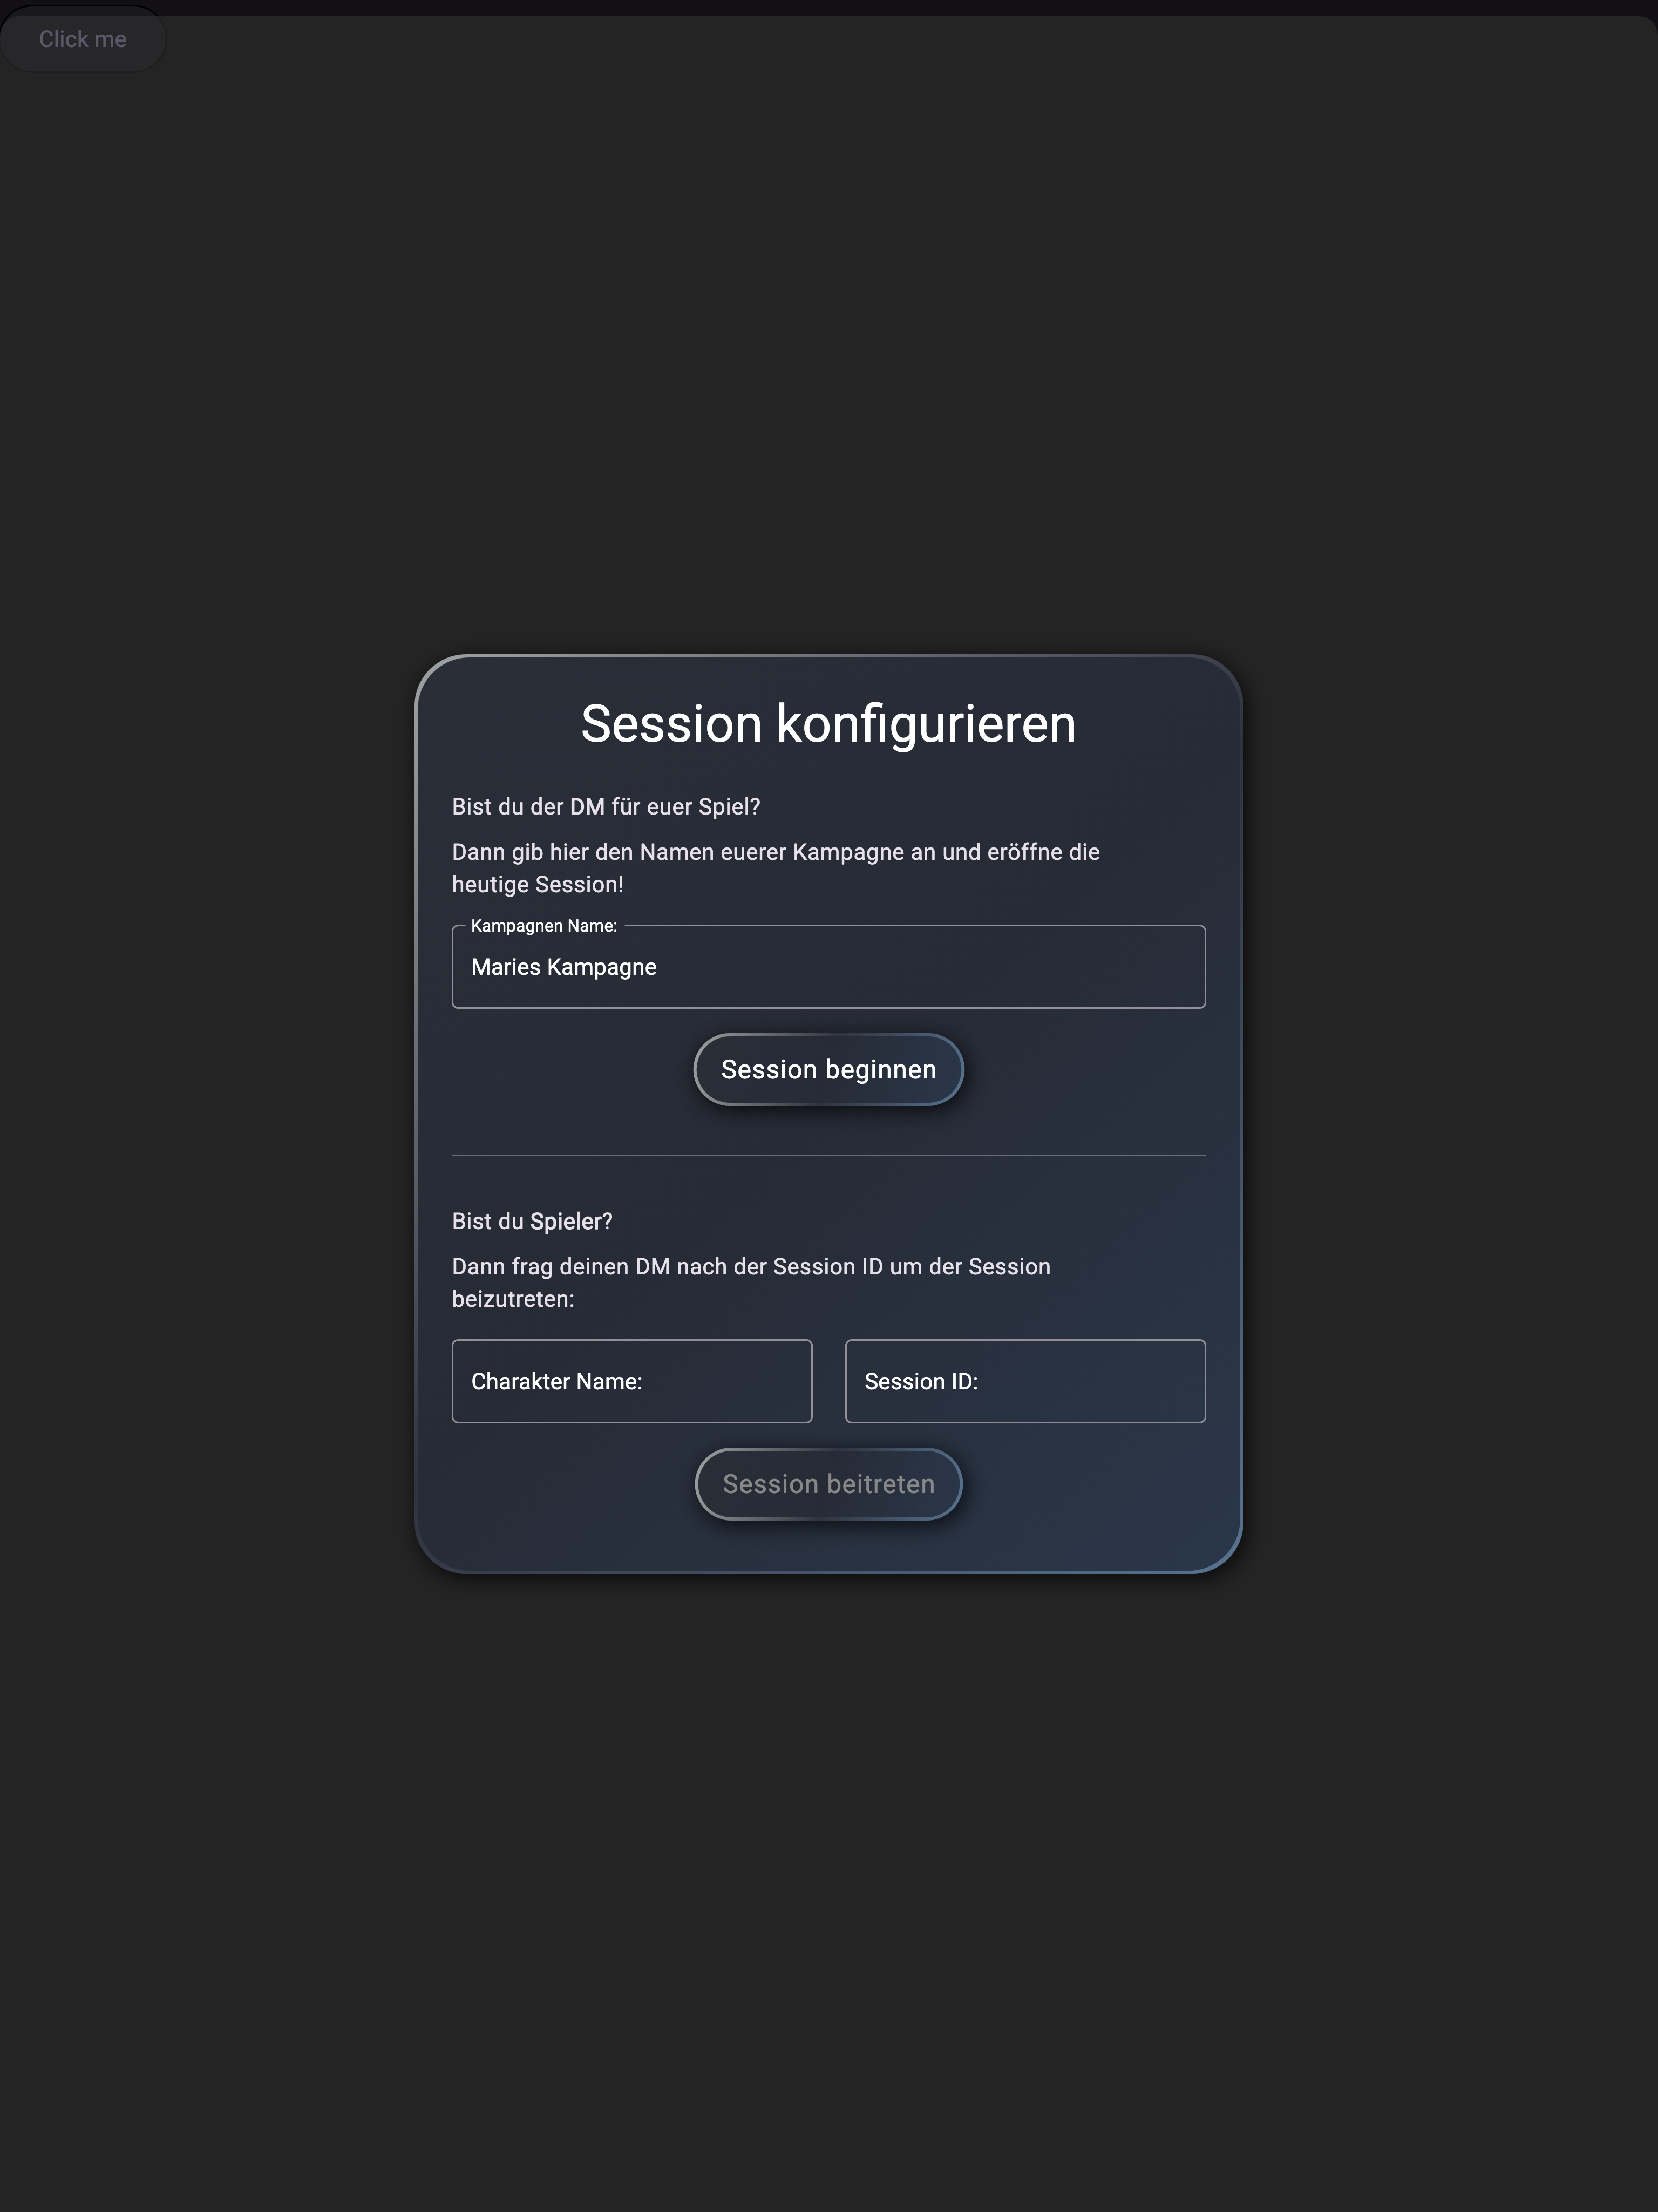 Click me
Session konfigurieren
Bist du der DM für euer Spiel?
Dann gib hier den Namen euerer Kampagne an und eröffne die
heutige Session!
Kampagnen Name:
Maries Kampagne
Session beginnen
Bist du Spieler?
Dann frag deinen DM nach der Session ID um der Session
beizutreten:
Charakter Name:
Session ID:
Session beitreten